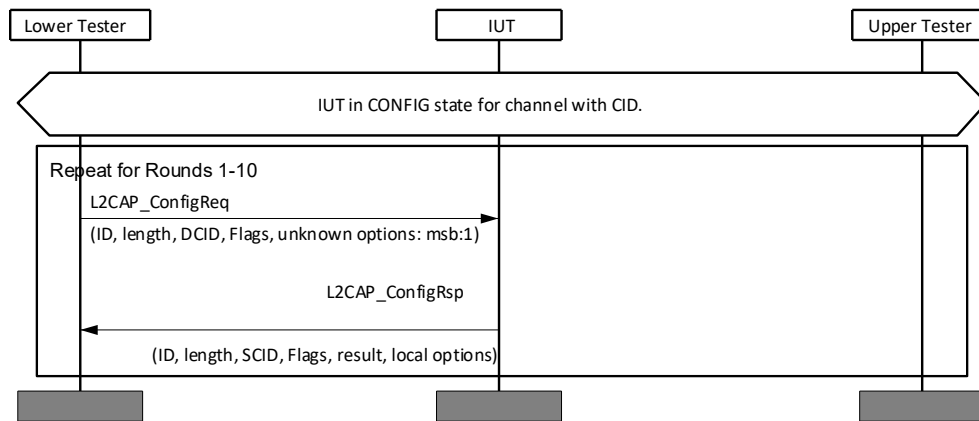 Lower Tester
IUT
Upper Tester
IUT in CONFIG state for channel with CID.
Repeat for Rounds 1-10
L2CAP_ConfigReq
(ID, length, DCID, Flags, unknown options: msb:1)
L2CAP_ConfigRsp
(ID, length, SCID, Flags, result, local options)